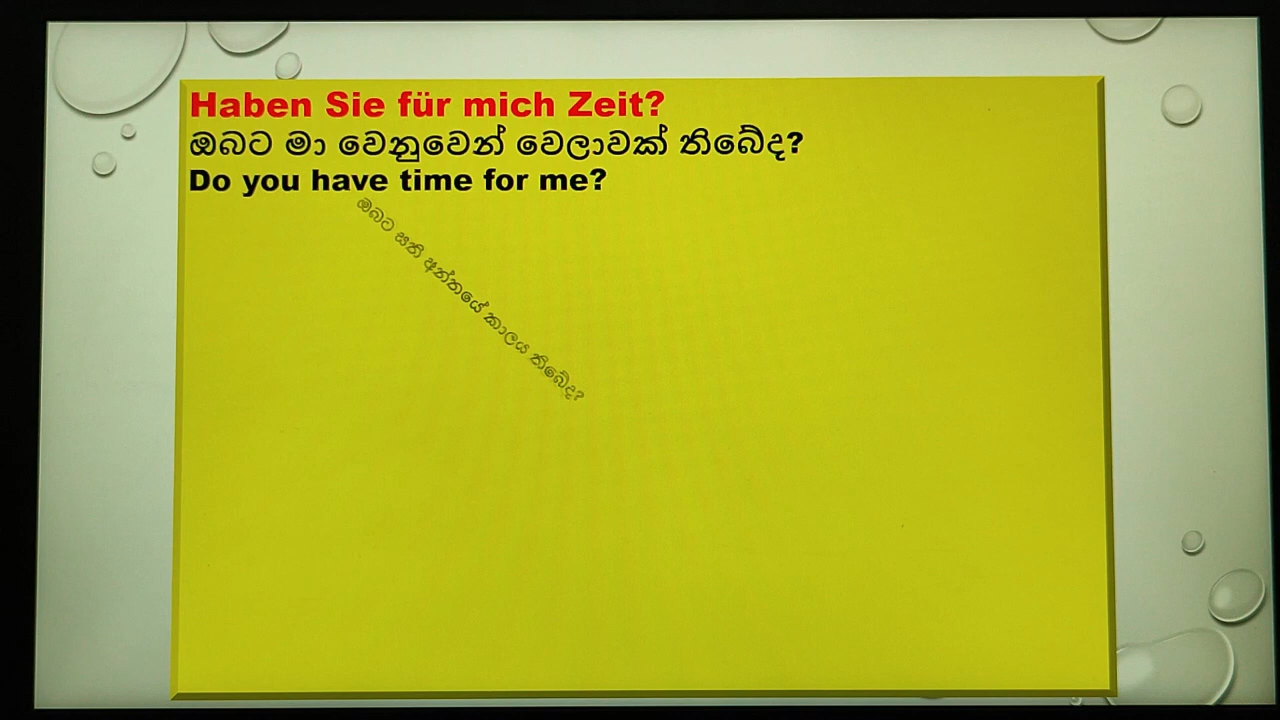 Haben Sie für mich Zeit?
ඔබට මා වෙනුවෙන් වෙලාවක් තිබේද?
Do you have time for me?
ඔබට සති අන්තයේ කාලය තිබේද?